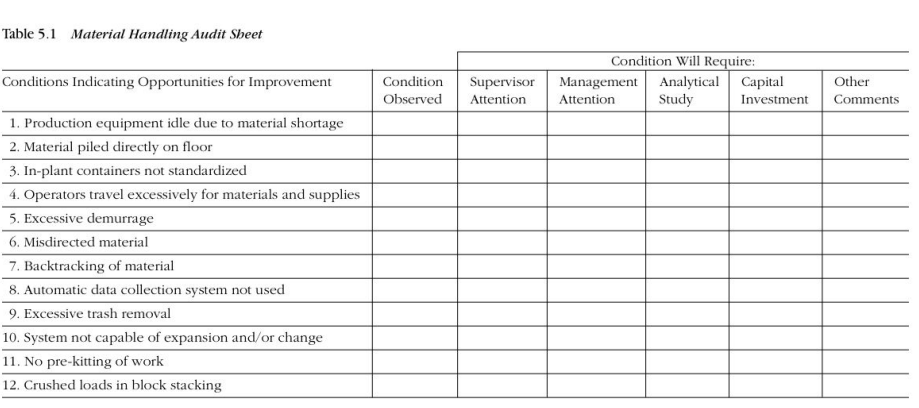 Table 5.1 Material Handling Audit Sheet
Condition Will Require:
Conditions Indicating Opportunities for Improvement
Condition Observed
Supervisor Attention
Management Attention
Analytical Study
Capital Investment
Other Comments
1. Production equipment idle due to material shortage
2. Material piled directly on floor
3. In-plant containers not standardized
4. Operators travel excessively for materials and supplies
5. Excessive demurrage
6. Misdirected material
7. Backtracking of material
8. Automatic data collection system not used
9. Excessive trash removal
10. System not capable of expansion and/or change
11. No pre-kitting of work
12. Crushed loads in block stacking